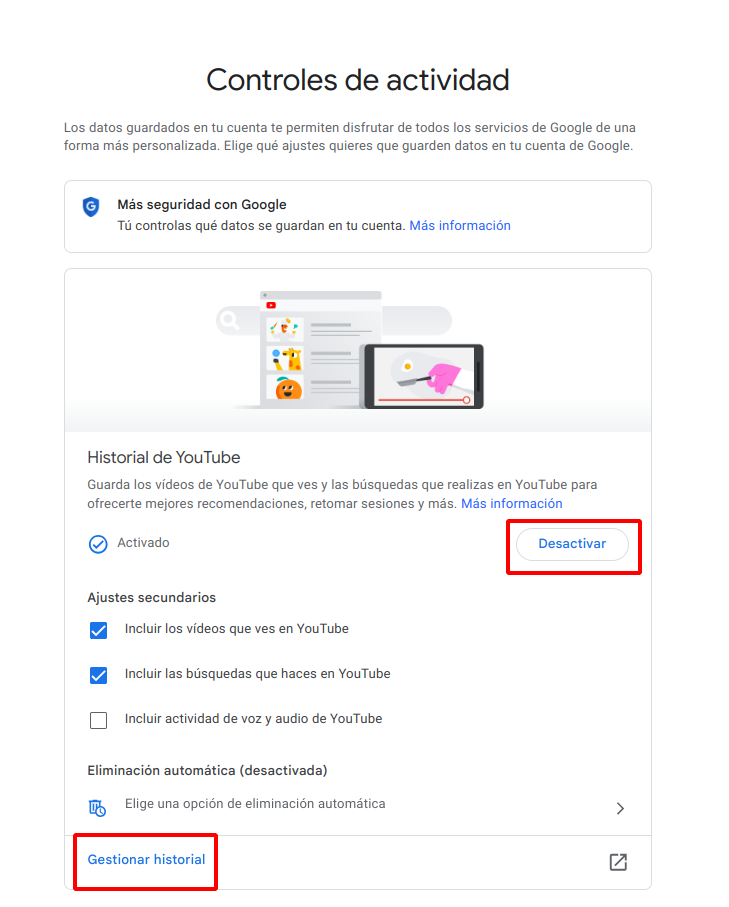 Controles de actividad
Los datos guardados en tu cuenta te permiten disfrutar de todos los servicios de Google de una
forma más personalizada. Elige qué ajustes quieres que guarden datos en tu cuenta de Google.
Más seguridad con Google
Tú controlas qué datos se guardan en tu cuenta. Más información
Historial de YouTube
Guarda los vídeos de YouTube que ves y las búsquedas que realizas en YouTube para
ofrecerte mejores recomendaciones, retomar sesiones y más. Más información
Activado
Desactivar
Ajustes secundarios
Incluir los vídeos que ves en YouTube
Incluir las búsquedas que haces en YouTube
Incluir actividad de voz y audio de YouTube
Eliminación automática (desactivada)
Elige una opción de eliminación automática
Gestionar historial